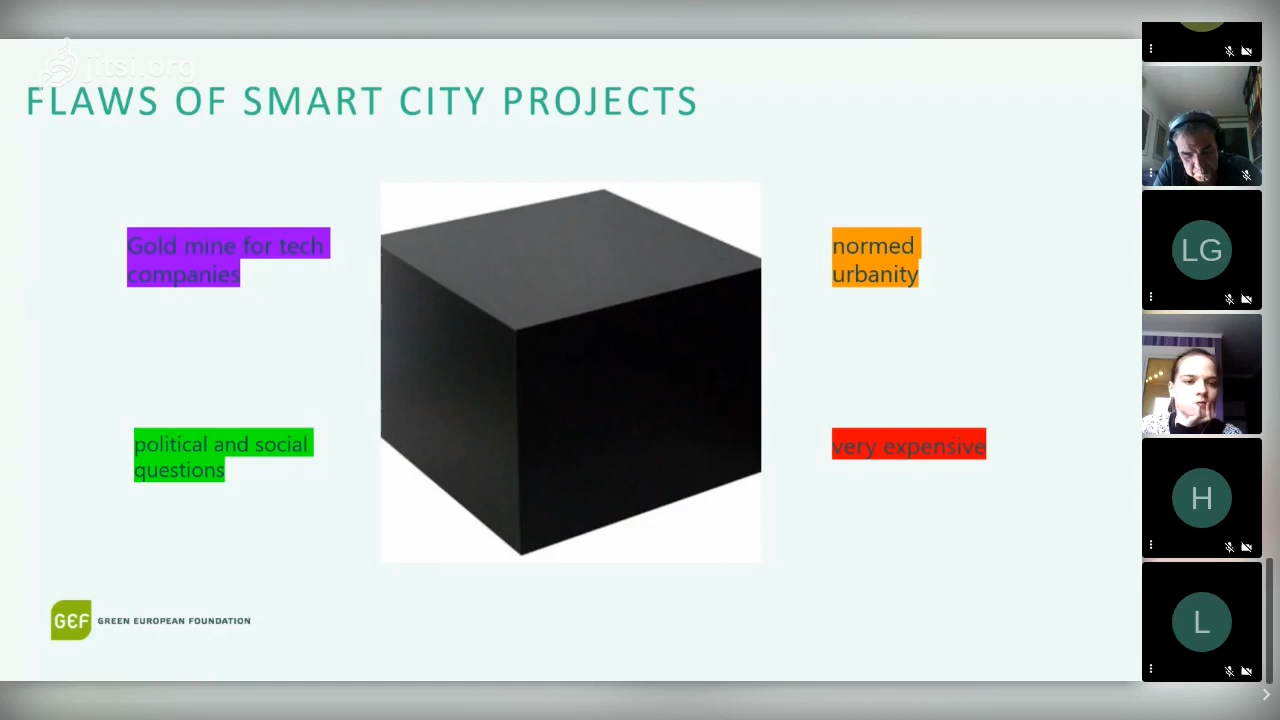 jitsi.org
FLAWS OF SMART CITY PROJECTS
Gold mine for tech
companies
normed
urbanity
political and social
questions
very expensive
GEF GREEN EUROPEAN FOUNDATION
LG
H
L